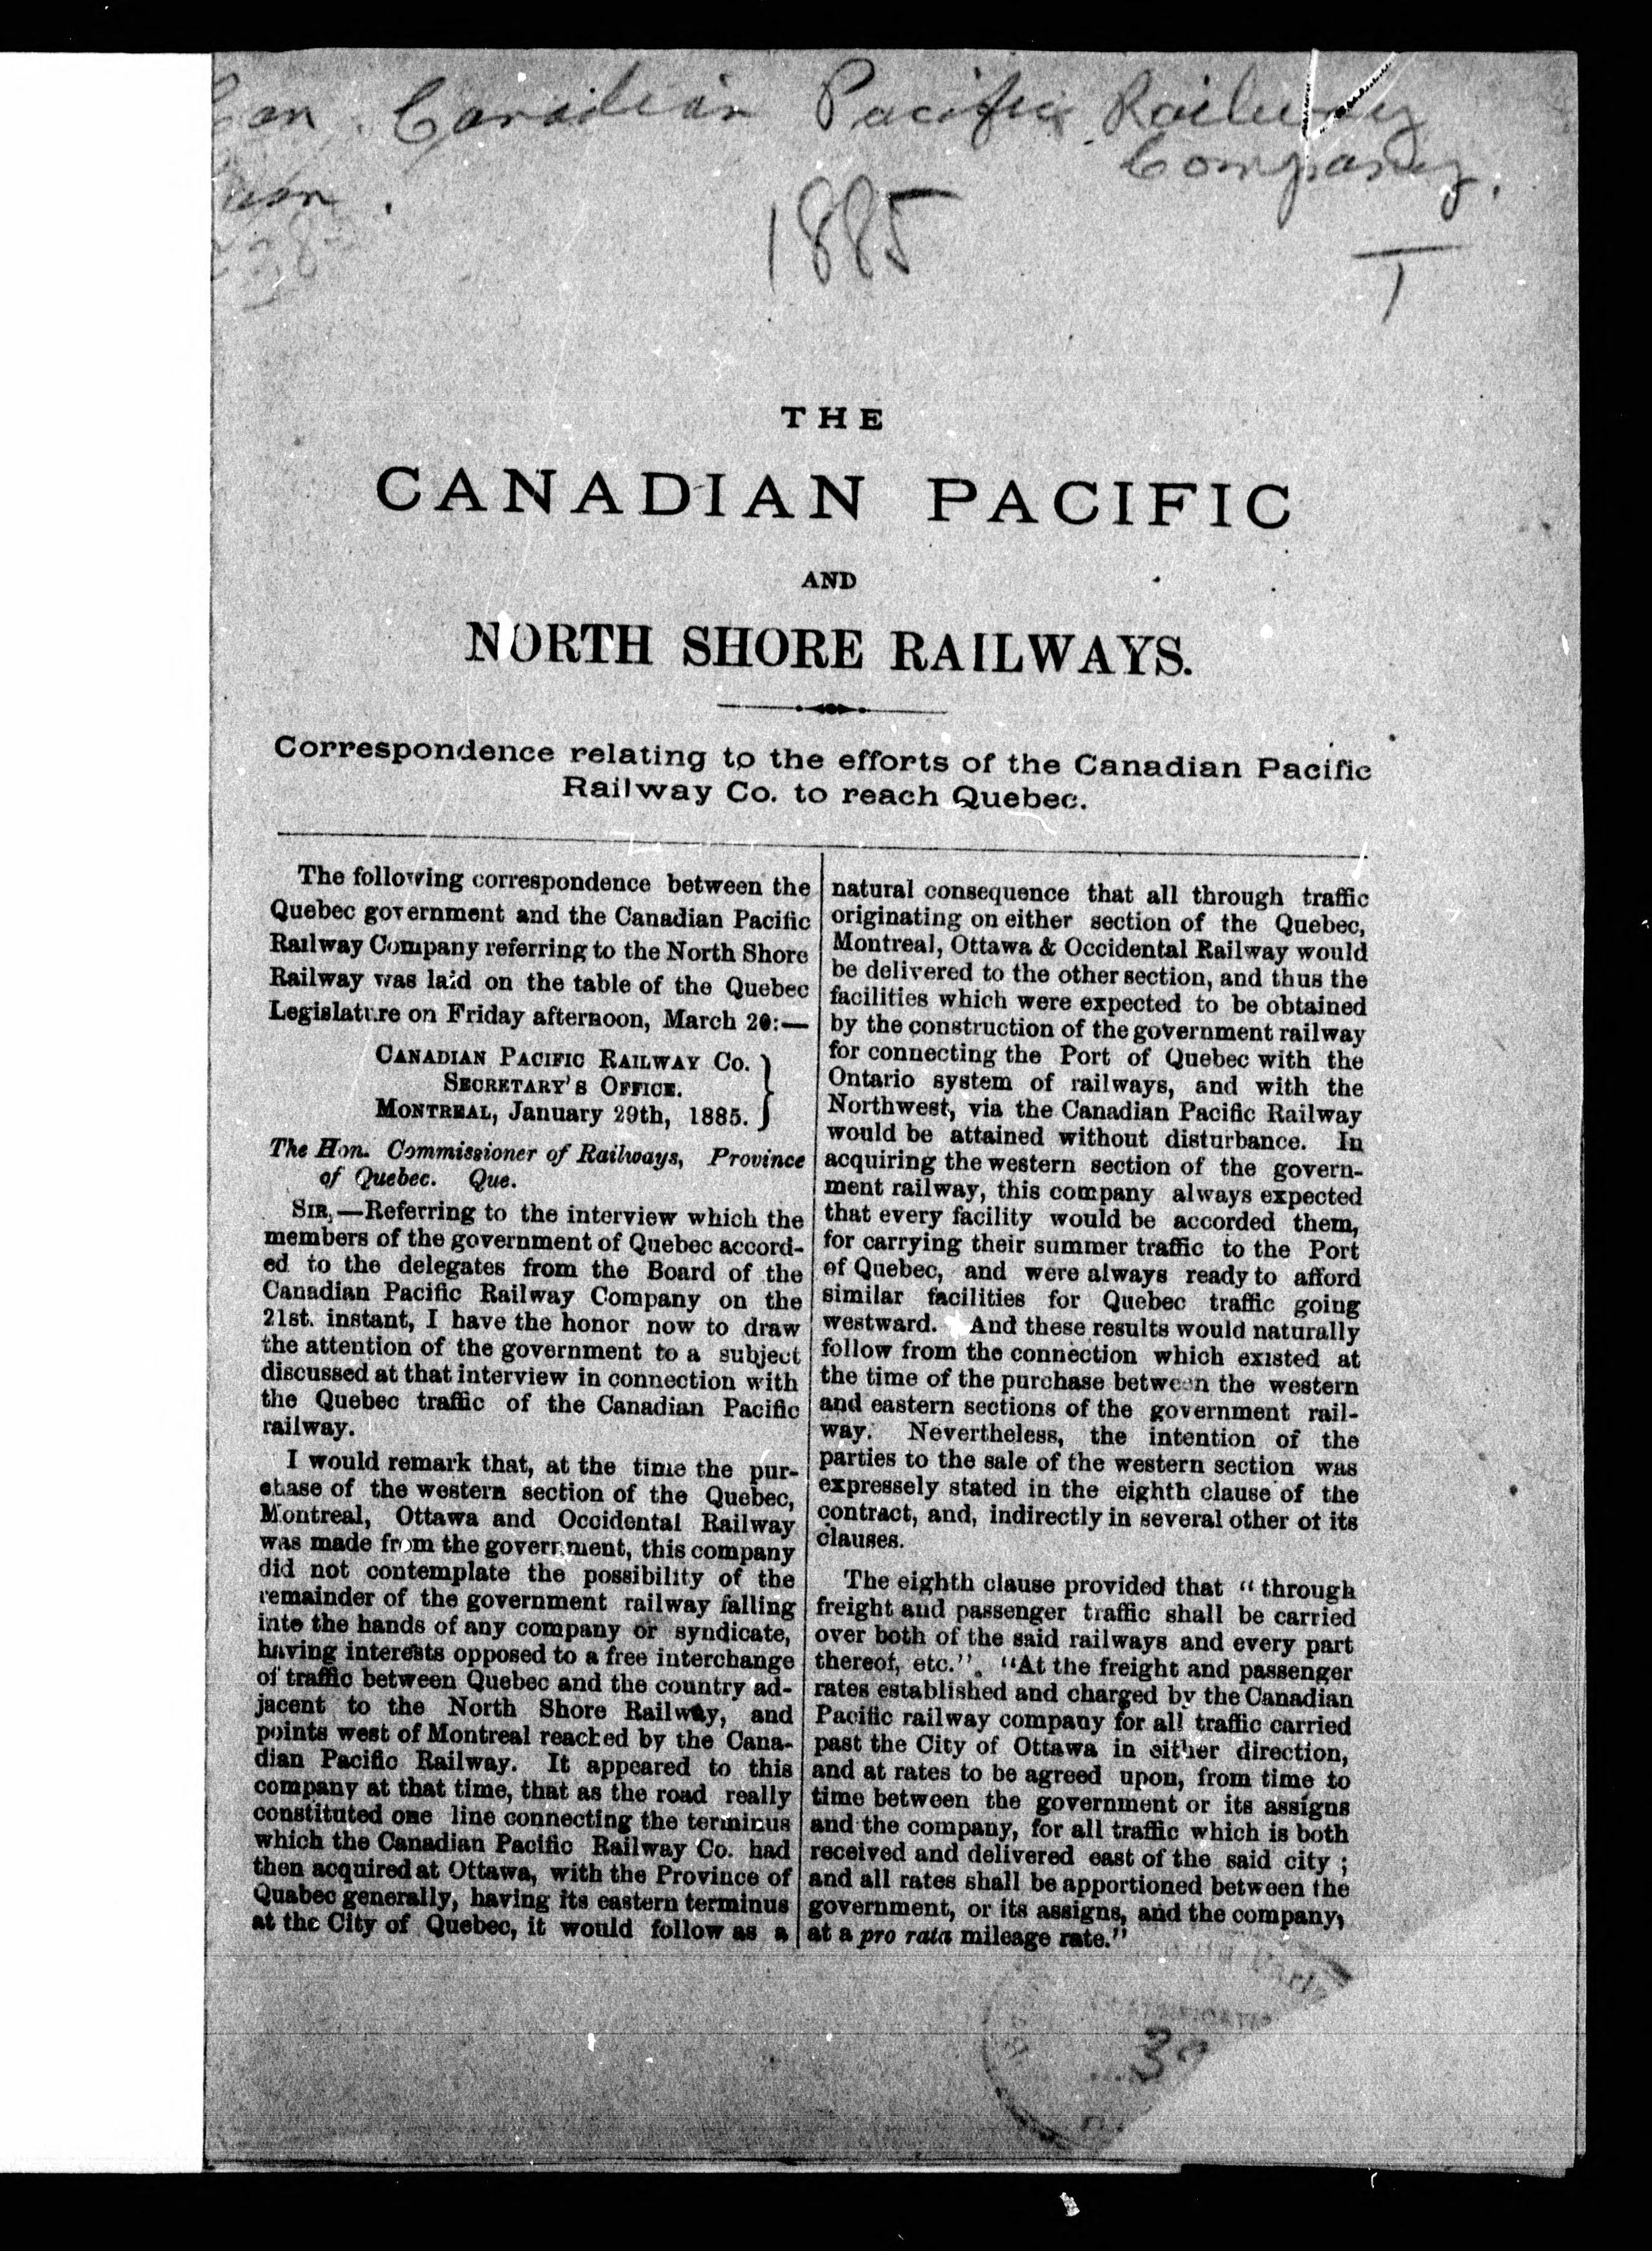 Canadian Pacific Railway
Company.
1885
T
THE
CANADIAN PACIFIC
AND
NORTH SHORE RAILWAYS.
Correspondence relating to the efforts of the Canadian Pacific
Railway Co. to reach Quebec.
The following correspondence between the
Quebec government and the Canadian Pacific
Railway Company referring to the North Shore
Railway was laid on the table of the Quebec
Legislature on Friday afternoon, March 20:—
CANADIAN PACIFIC RAILWAY CO.
SECRETARY'S OFFICE.
MONTREAL, January 29th, 1885.
The Hon. Commissioner of Railways, Province
of Quebec. Que.
SIR,—Referring to the interview which the
members of the government of Quebec accord-
ed to the delegates from the Board of the
Canadian Pacific Railway Company on the
21st. instant, I have the honor now to draw
the attention of the government to a subject
discussed at that interview in connection with
the Quebec traffic of the Canadian Pacific
railway.
I would remark that, at the time the pur-
chase of the western section of the Quebec,
Montreal, Ottawa and Occidental Railway
was made from the government, this company
did not contemplate the possibility of the
remainder of the government railway falling
into the hands of any company or syndicate,
having interests opposed to a free interchange
of traffic between Quebec and the country ad-
jacent to the North Shore Railway, and
points west of Montreal reached by the Cana-
dian Pacific Railway. It appeared to this
company at that time, that as the road really
constituted one line connecting the terminus
which the Canadian Pacific Railway Co. had
then acquired at Ottawa, with the Province of
Quabec generally, having its eastern terminus
at the City of Quebec, it would follow as a
natural consequence that all through traffic
originating on either section of the Quebec,
Montreal, Ottawa & Occidental Railway would
be delivered to the other section, and thus the
facilities which were expected to be obtained
by the construction of the government railway
for connecting the Port of Quebec with the
Ontario system of railways, and with the
Northwest, via the Canadian Pacific Railway
would be attained without disturbance. In
acquiring the western section of the govern-
ment railway, this company always expected
that every facility would be accorded them,
for carrying their summer traffic to the Port
of Quebec, and were always ready to afford
similar facilities for Quebec traffic going
westward. And these results would naturally
follow from the connection which existed at
the time of the purchase between the western
and eastern sections of the government rail-
way. Nevertheless, the intention of the
parties to the sale of the western section was
expressely stated in the eighth clause of the
contract, and, indirectly in several other of its
clauses.
The eighth clause provided that "through
freight and passenger traffic shall be carried
over both of the said railways and every part
thereof, etc.". "At the freight and passenger
rates established and charged by the Canadian
Pacific railway company for all traffic carried
past the City of Ottawa in either direction,
and at rates to be agreed upon, from time to
time between the government or its assigns
and the company, for all traffic which is both
received and delivered east of the said city ;
and all rates shall be apportioned between the
government, or its assigns, and the company,
at a pro rata mileage rate."